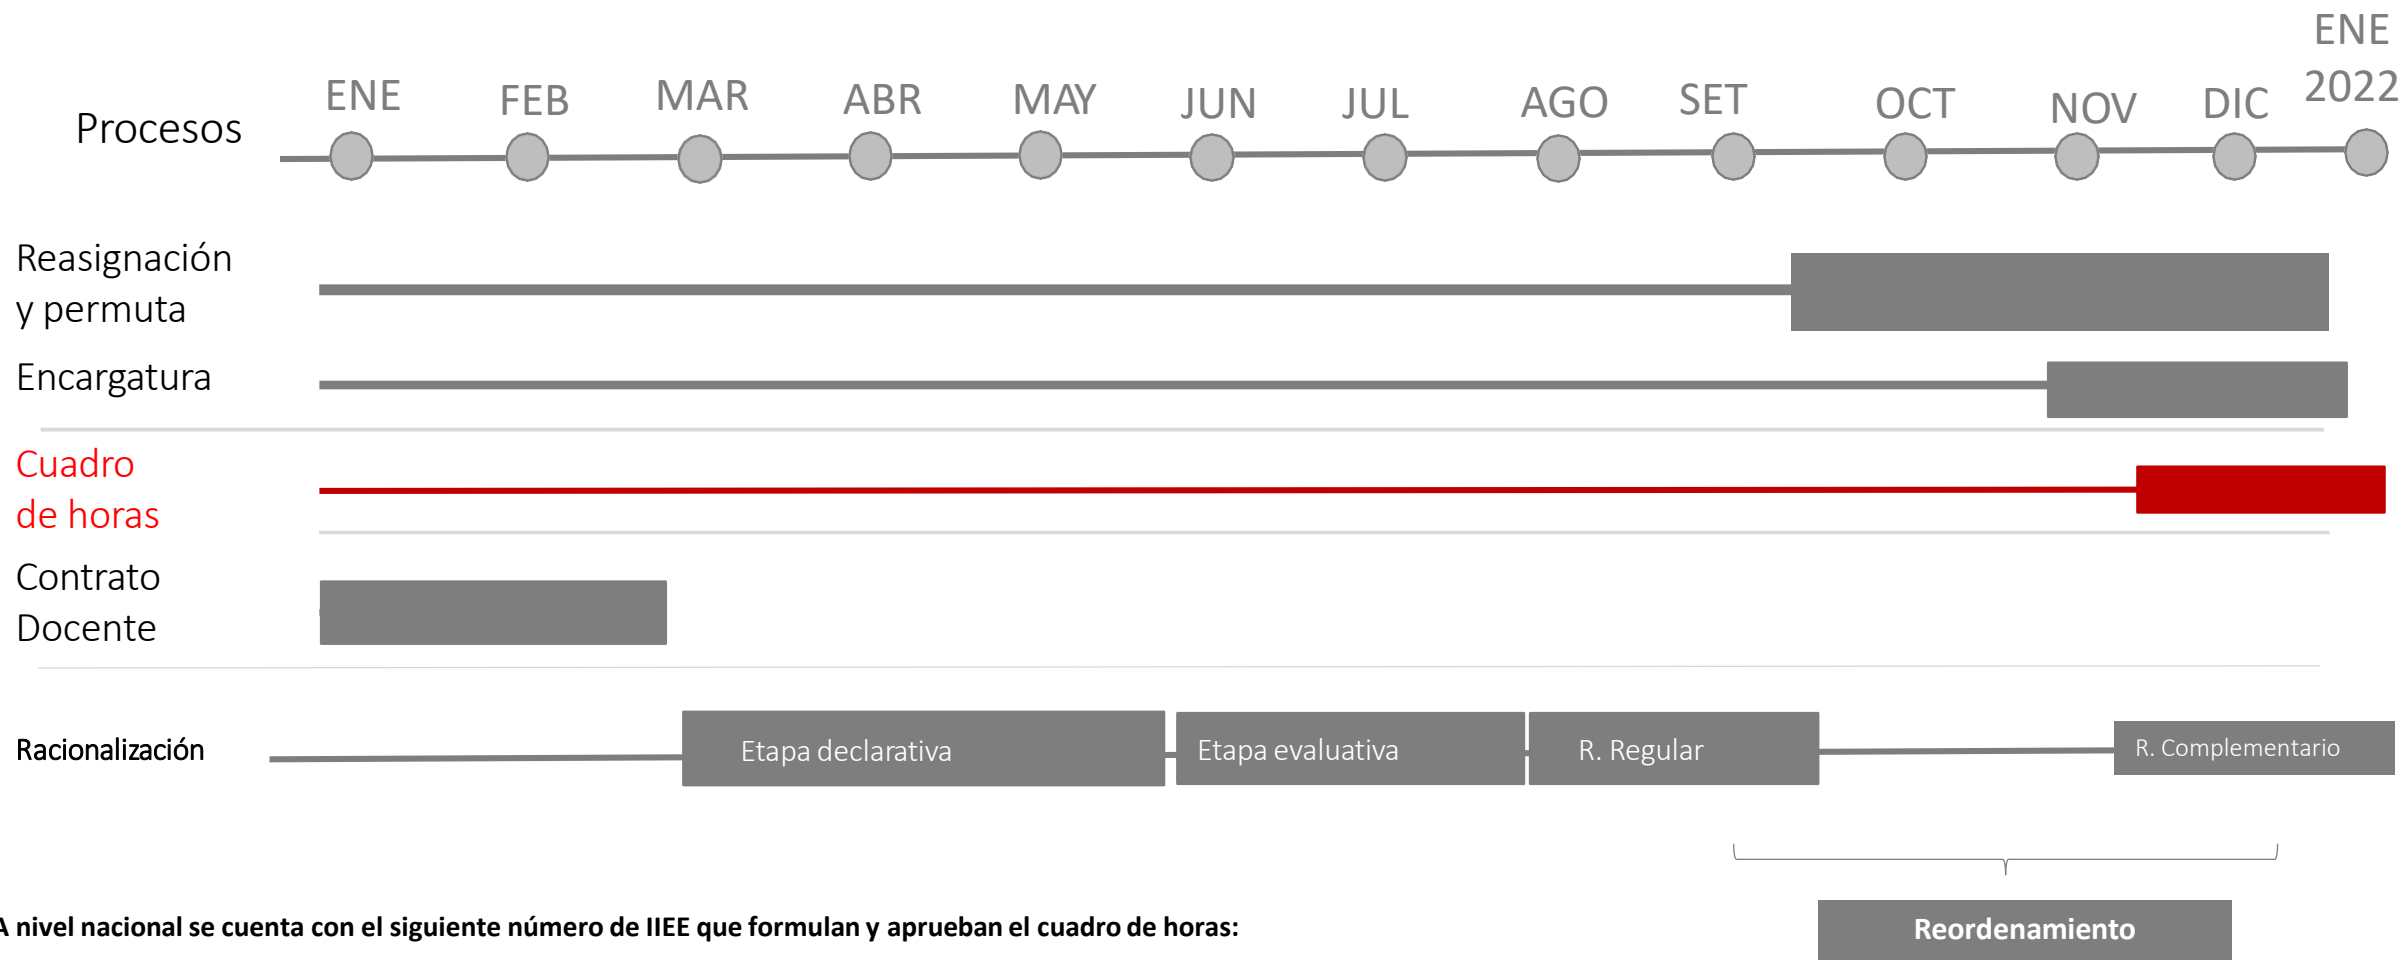 ENE
2022
ENE
FEB
MAR
ABR
MAY
JUN
JUL
AGO
SET
OCT
NOV
DIC
Procesos
Reasignación
y permuta
Encargatura
Cuadro
de horas
Contrato
Docente
Racionalización
Etapa declarativa
Etapa evaluativa
R. Regular
R. Complementario
A nivel nacional se cuenta con el siguiente número de IIEE que formulan y aprueban el cuadro de horas:
Reordenamiento